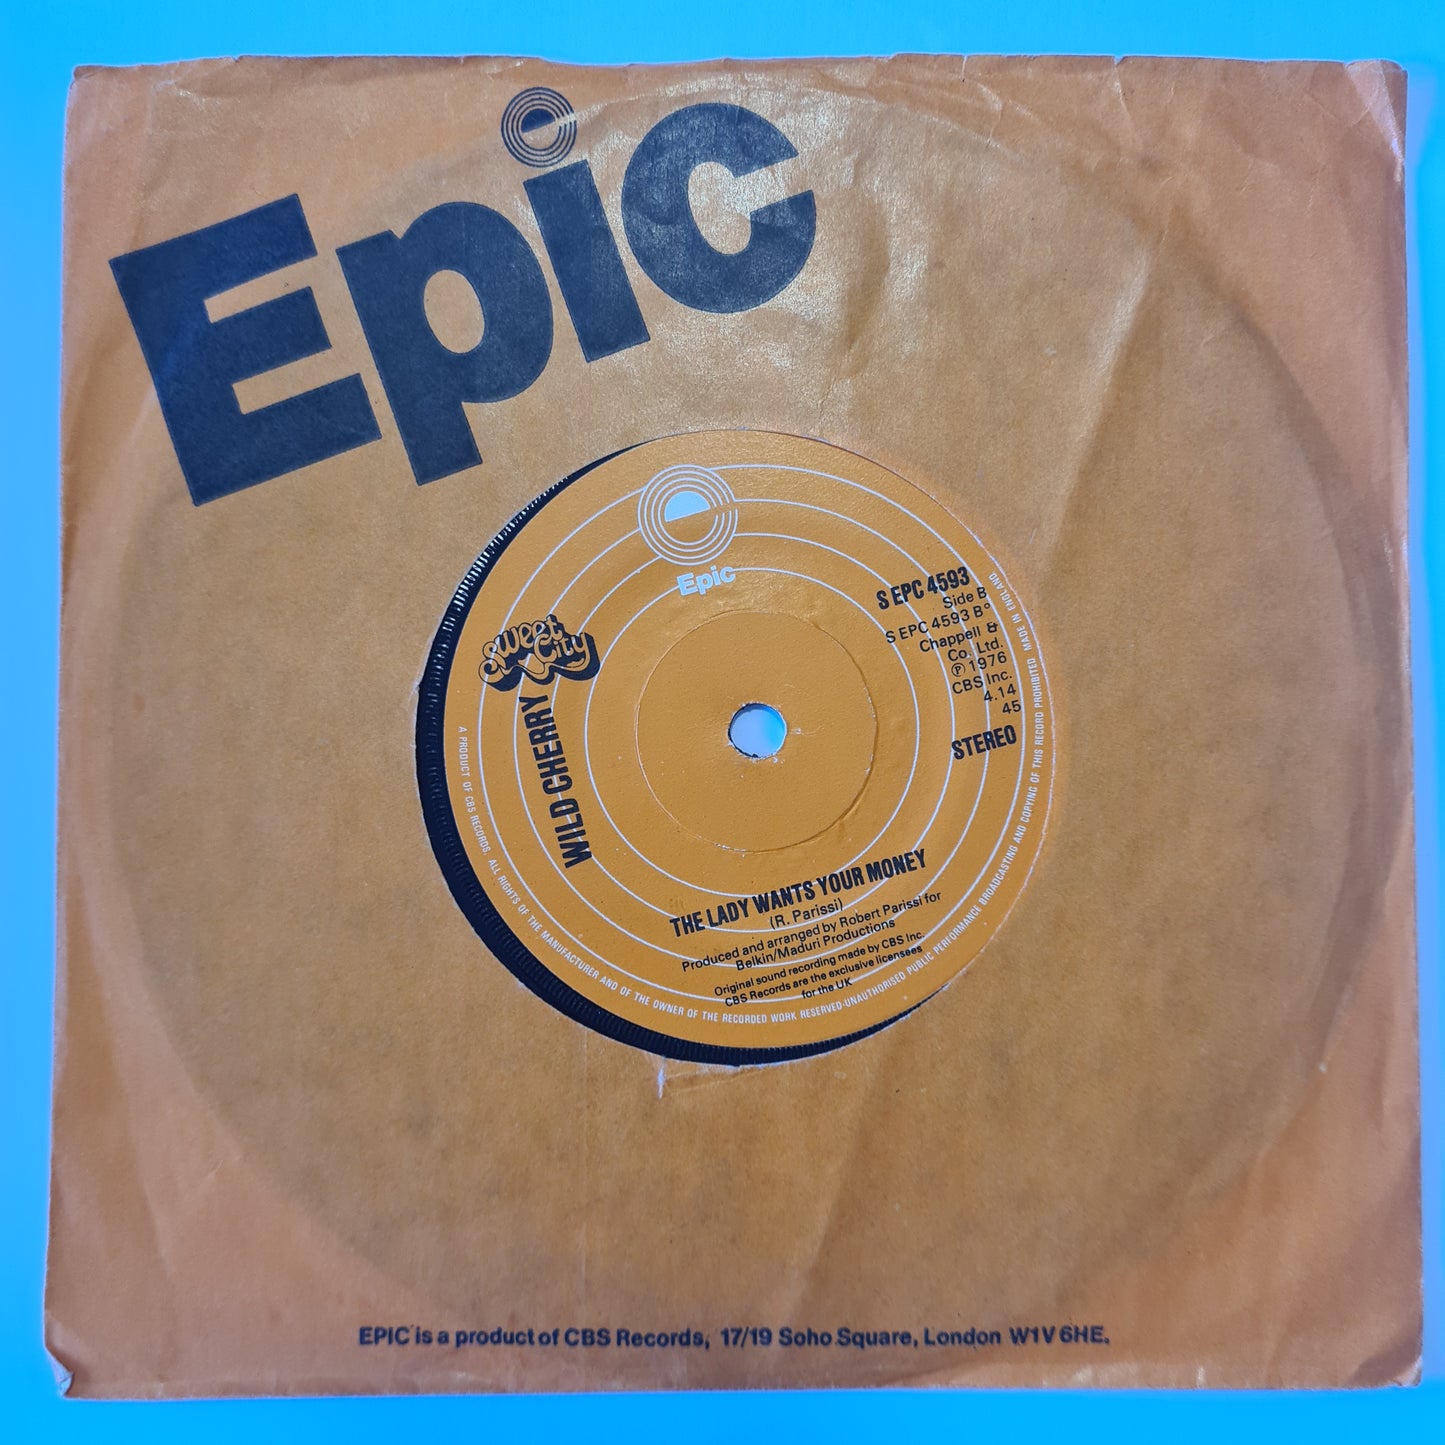 Epic
Epic
S EPC 4593
Side B
S EPC 4593 B°
Chappell &
Co. Ltd.
℗ 1976
CBS Inc.
4.14
45
STEREO
Sweet
City
WILD CHERRY
THE LADY WANTS YOUR MONEY
(R. Parissi)
Produced and arranged by Robert Parissi for
Belkin/Maduri Productions
Original sound recording made by CBS Inc.
CBS Records are the exclusive licensees
for the UK
A PRODUCT OF CBS RECORDS. ALL RIGHTS OF THE MANUFACTURER AND OF THE OWNER OF THE RECORDED WORK RESERVED-UNAUTHORISED PUBLIC PERFORMANCE BROADCASTING AND COPYING OF THIS RECORD PROHIBITED. MADE IN ENGLAND.
EPIC is a product of CBS Records, 17/19 Soho Square, London W1V 6HE.